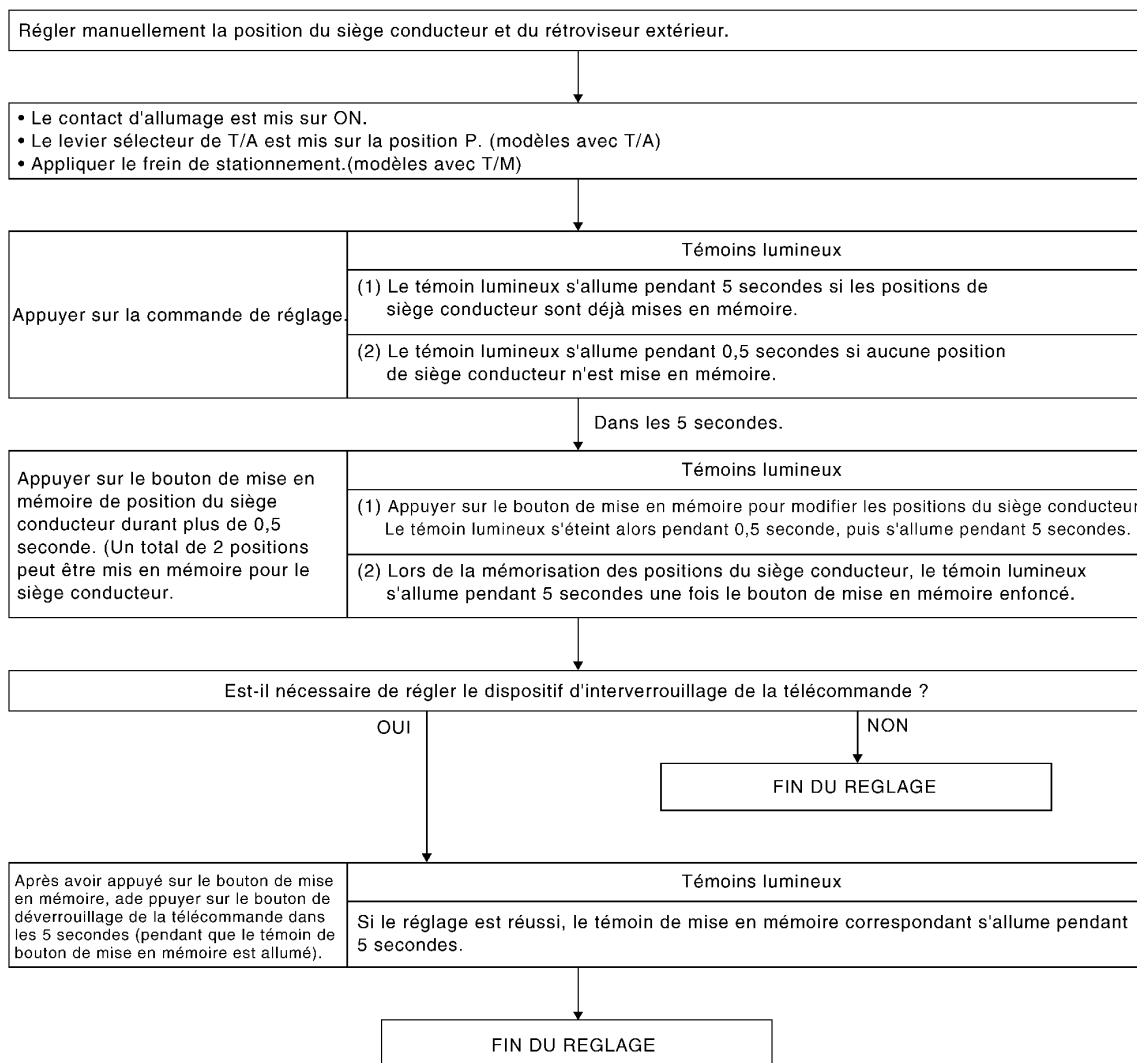 Régler manuellement la position du siège conducteur et du rétroviseur extérieur.
• Le contact d'allumage est mis sur ON.
• Le levier sélecteur de T/A est mis sur la position P. (modèles avec T/A)
• Appliquer le frein de stationnement.(modèles avec T/M)
Appuyer sur la commande de réglage.
Témoins lumineux
(1) Le témoin lumineux s'allume pendant 5 secondes si les positions de
siège conducteur sont déjà mises en mémoire.
(2) Le témoin lumineux s'allume pendant 0,5 secondes si aucune position
de siège conducteur n'est mise en mémoire.
Dans les 5 secondes.
Appuyer sur le bouton de mise en
mémoire de position du siège
conducteur durant plus de 0,5
seconde. (Un total de 2 positions
peut être mis en mémoire pour le
siège conducteur.
Témoins lumineux
(1) Appuyer sur le bouton de mise en mémoire pour modifier les positions du siège conducteur
Le témoin lumineux s'éteint alors pendant 0,5 seconde, puis s'allume pendant 5 secondes.
(2) Lors de la mémorisation des positions du siège conducteur, le témoin lumineux
s'allume pendant 5 secondes une fois le bouton de mise en mémoire enfoncé.
Est-il nécessaire de régler le dispositif d'interverrouillage de la télécommande ?
OUI
NON
FIN DU REGLAGE
Après avoir appuyé sur le bouton de mise
en mémoire, ade ppuyer sur le bouton de
déverrouillage de la télécommande dans
les 5 secondes (pendant que le témoin de
bouton de mise en mémoire est allumé).
Témoins lumineux
Si le réglage est réussi, le témoin de mise en mémoire correspondant s'allume pendant
5 secondes.
FIN DU REGLAGE